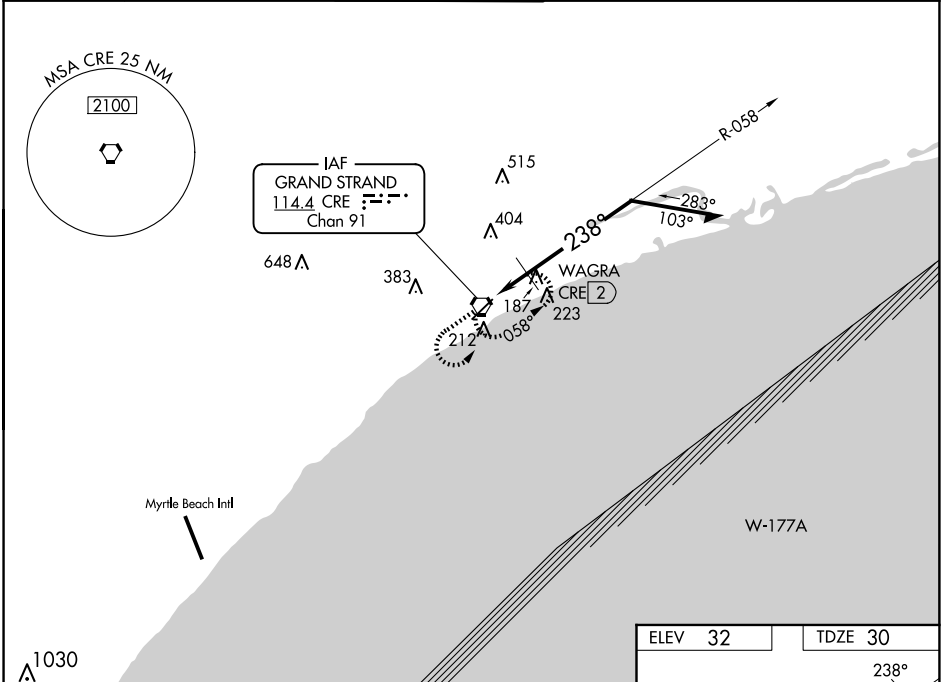 MSA CRE 25 NM
2100
IAF
GRAND STRAND
114.4 CRE
Chan 91
515
404
648
383
R-058
283°
103°
238°
WAGRA
CRE 2
187
223
058°
212
Myrtle Beach Intl
W-177A
1030
ELEV 32
TDZE 30
238°